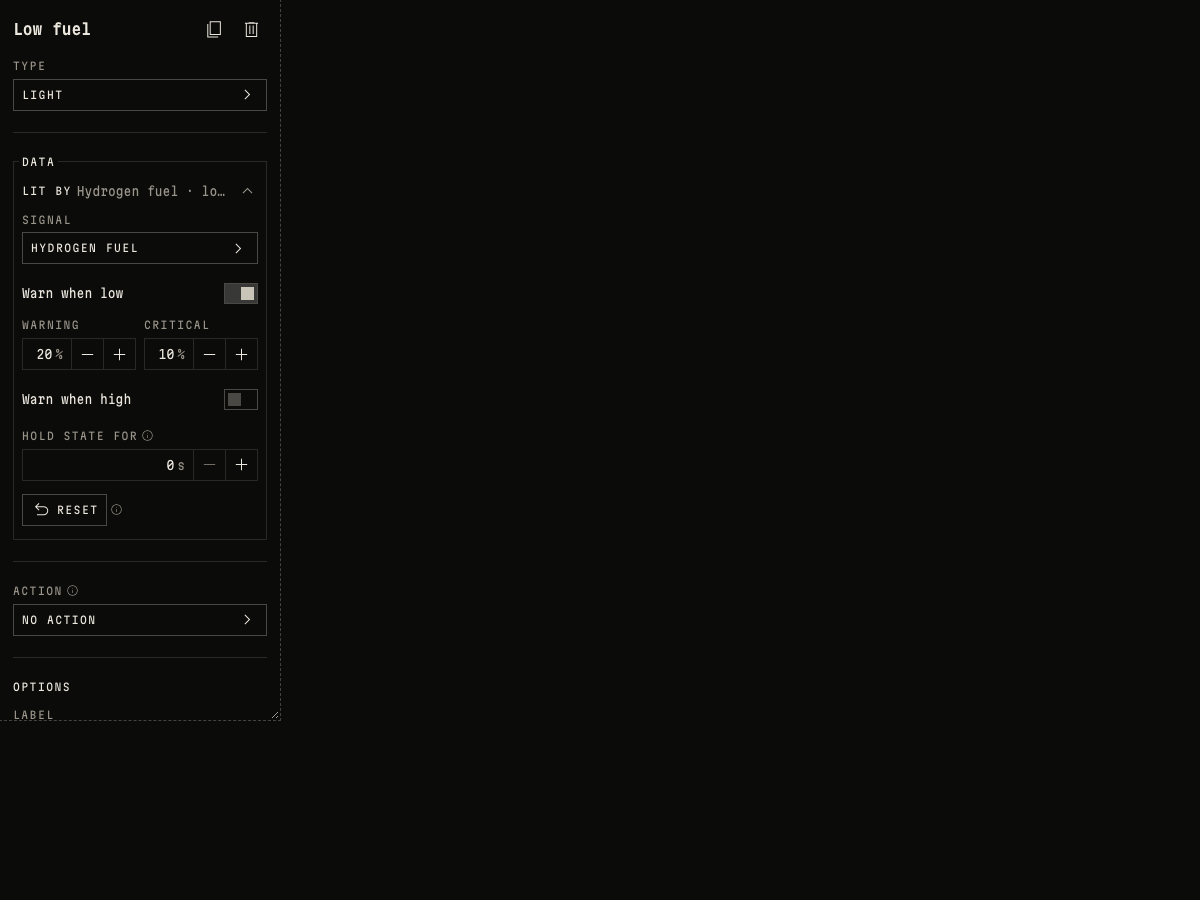 Low fuel
TYPE
LIGHT
DATA
LIT BY Hydrogen fuel · lo…
SIGNAL
HYDROGEN FUEL
Warn when low
WARNING CRITICAL
20 % 10 %
Warn when high
HOLD STATE FOR
0 s
RESET
ACTION
NO ACTION
OPTIONS
LABEL